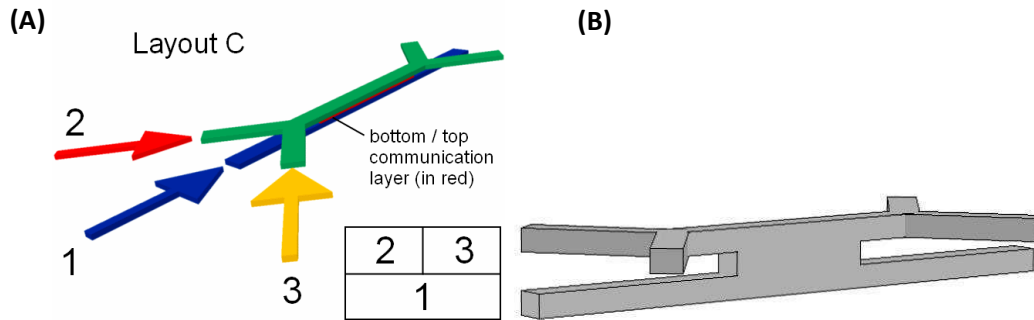 (A)
Layout C
(B)
2
bottom / top
communication
layer (in red)
1
3
2 3
1